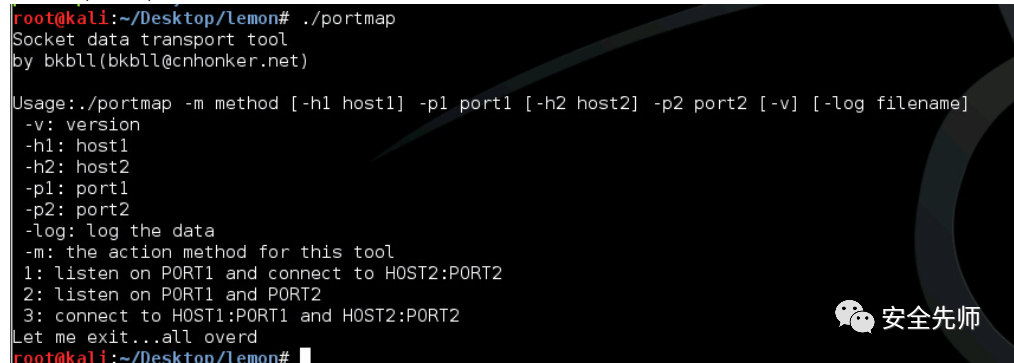 root@kali:~/Desktop/lemon# ./portmap
Socket data transport tool
by bkbll(bkbll@cnhonker.net)
Usage:./portmap -m method [-h1 host1] -p1 port1 [-h2 host2] -p2 port2 [-v] [-log filename]
-v: version
-h1: host1
-h2: host2
-p1: port1
-p2: port2
-log: log the data
-m: the action method for this tool
1: listen on PORT1 and connect to HOST2:PORT2
2: listen on PORT1 and PORT2
3: connect to HOST1:PORT1 and HOST2:PORT2
Let me exit...all overd
root@kali:~/Desktop/lemon#
安全先师